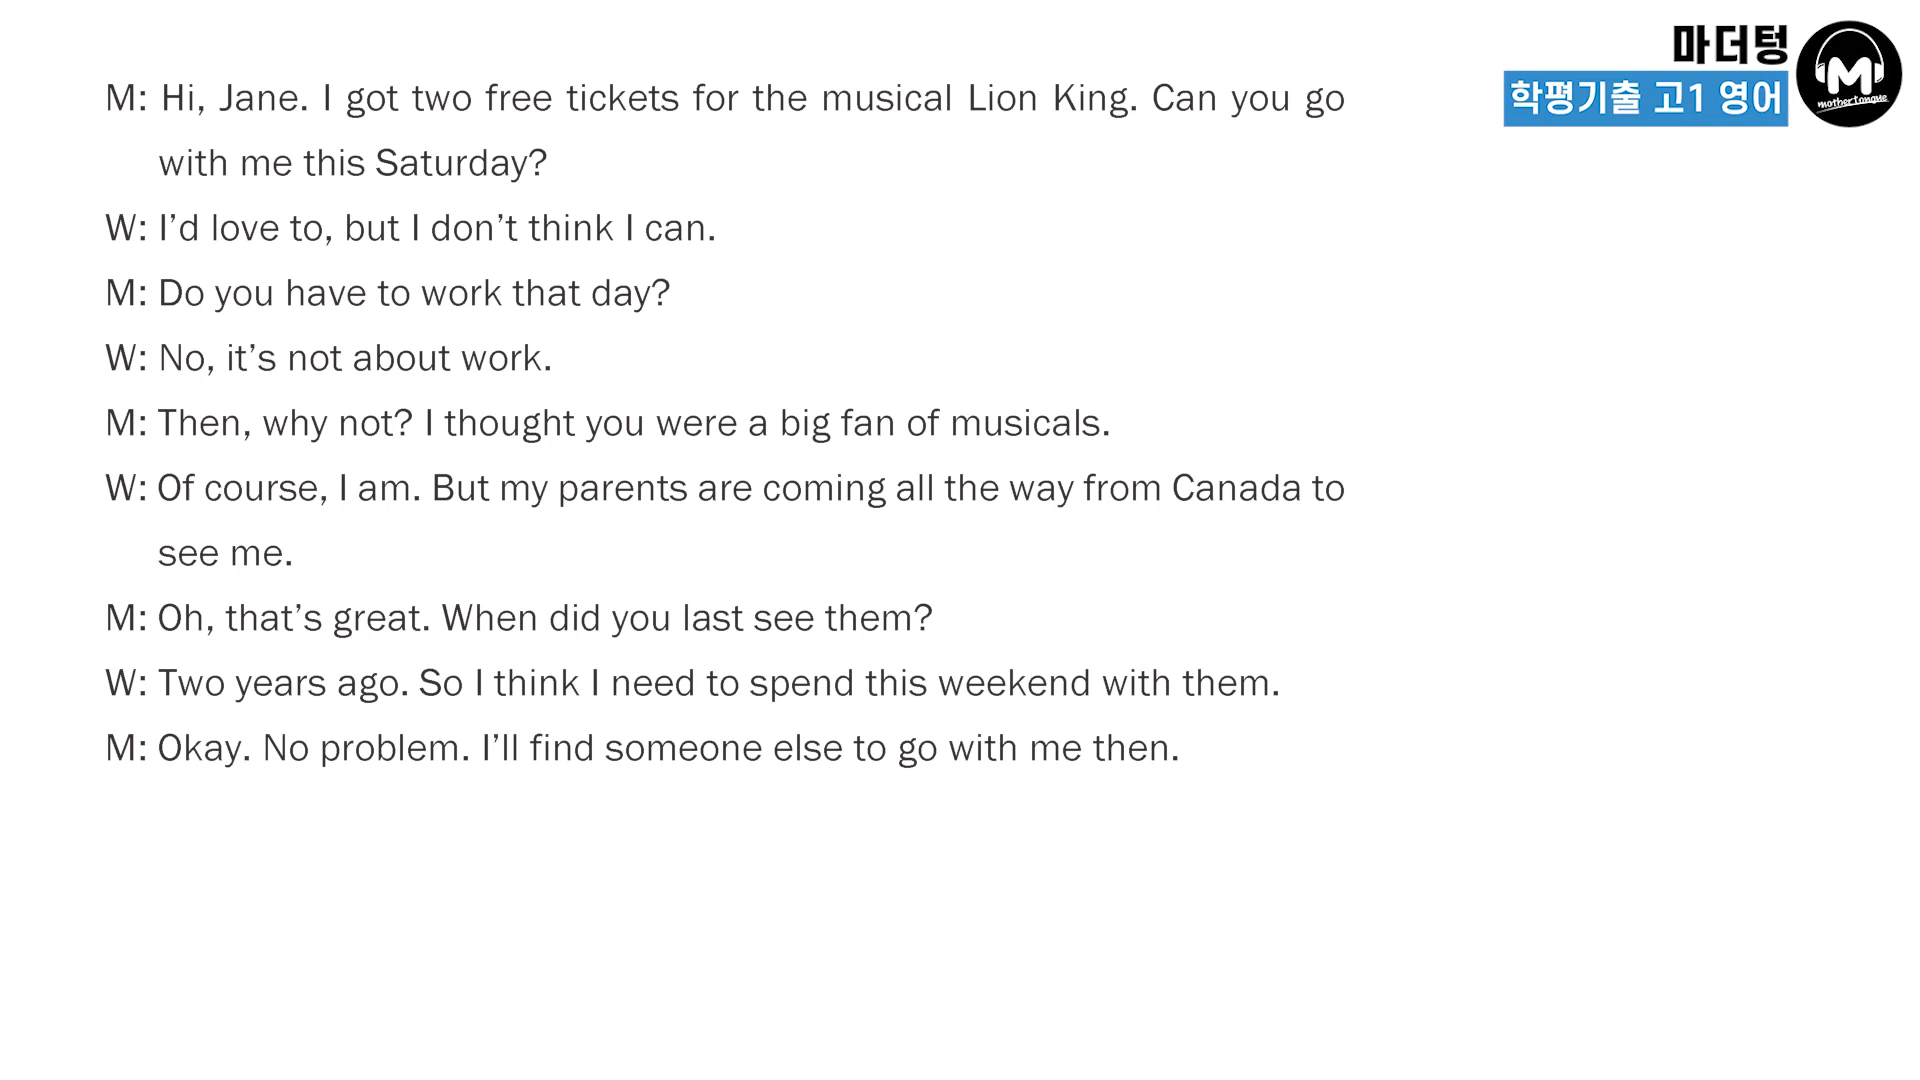 마더텅
학평기출 고1 영어
M
mothertongue
M: Hi, Jane. I got two free tickets for the musical Lion King. Can you go
with me this Saturday?
W: I’d love to, but I don’t think I can.
M: Do you have to work that day?
W: No, it’s not about work.
M: Then, why not? I thought you were a big fan of musicals.
W: Of course, I am. But my parents are coming all the way from Canada to
see me.
M: Oh, that’s great. When did you last see them?
W: Two years ago. So I think I need to spend this weekend with them.
M: Okay. No problem. I’ll find someone else to go with me then.